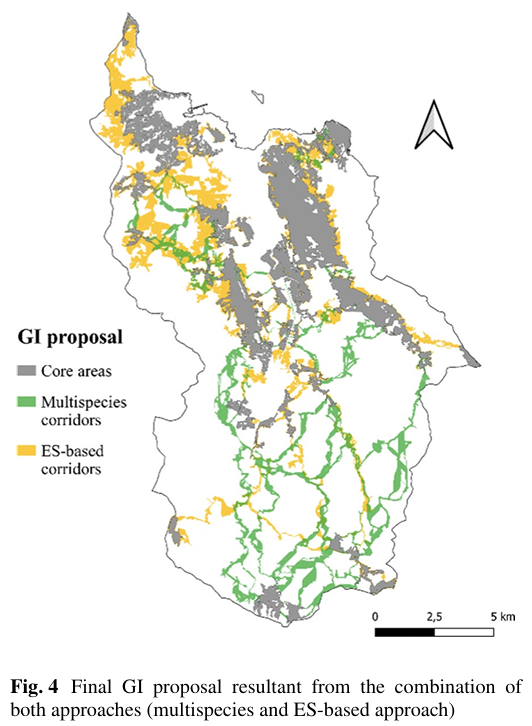 GI proposal
Core areas
Multispecies
corridors
ES-based
corridors
0 2,5 5 km
Fig. 4 Final GI proposal resultant from the combination of
both approaches (multispecies and ES-based approach)